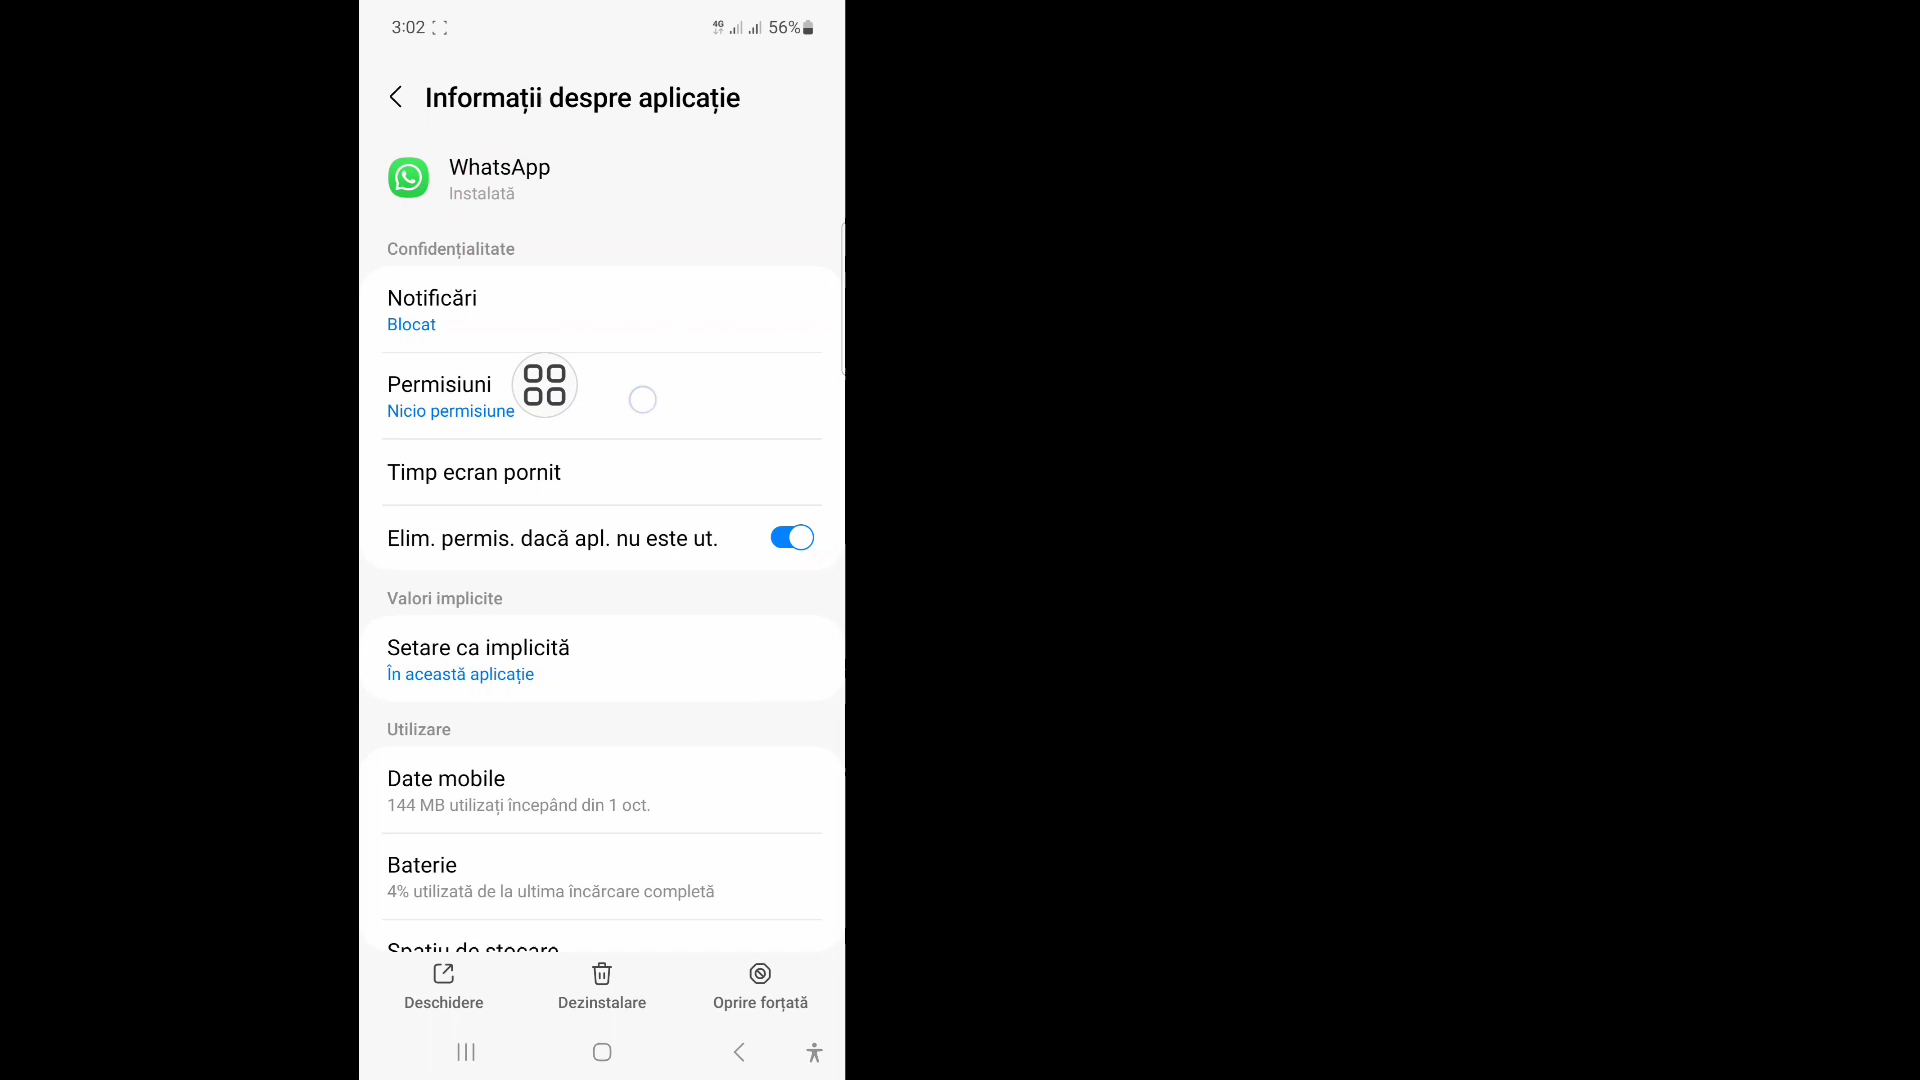 3:02 4G 56%
Informații despre aplicație
WhatsApp
Instalată
Confidențialitate
Notificări
Blocat
Permisiuni
Nicio permisiune
Timp ecran pornit
Elim. permis. dacă apl. nu este ut.
Valori implicite
Setare ca implicită
În această aplicație
Utilizare
Date mobile
144 MB utilizați începând din 1 oct.
Baterie
4% utilizată de la ultima încărcare completă
Spațiu de stocare
Deschidere Dezinstalare Oprire forțată